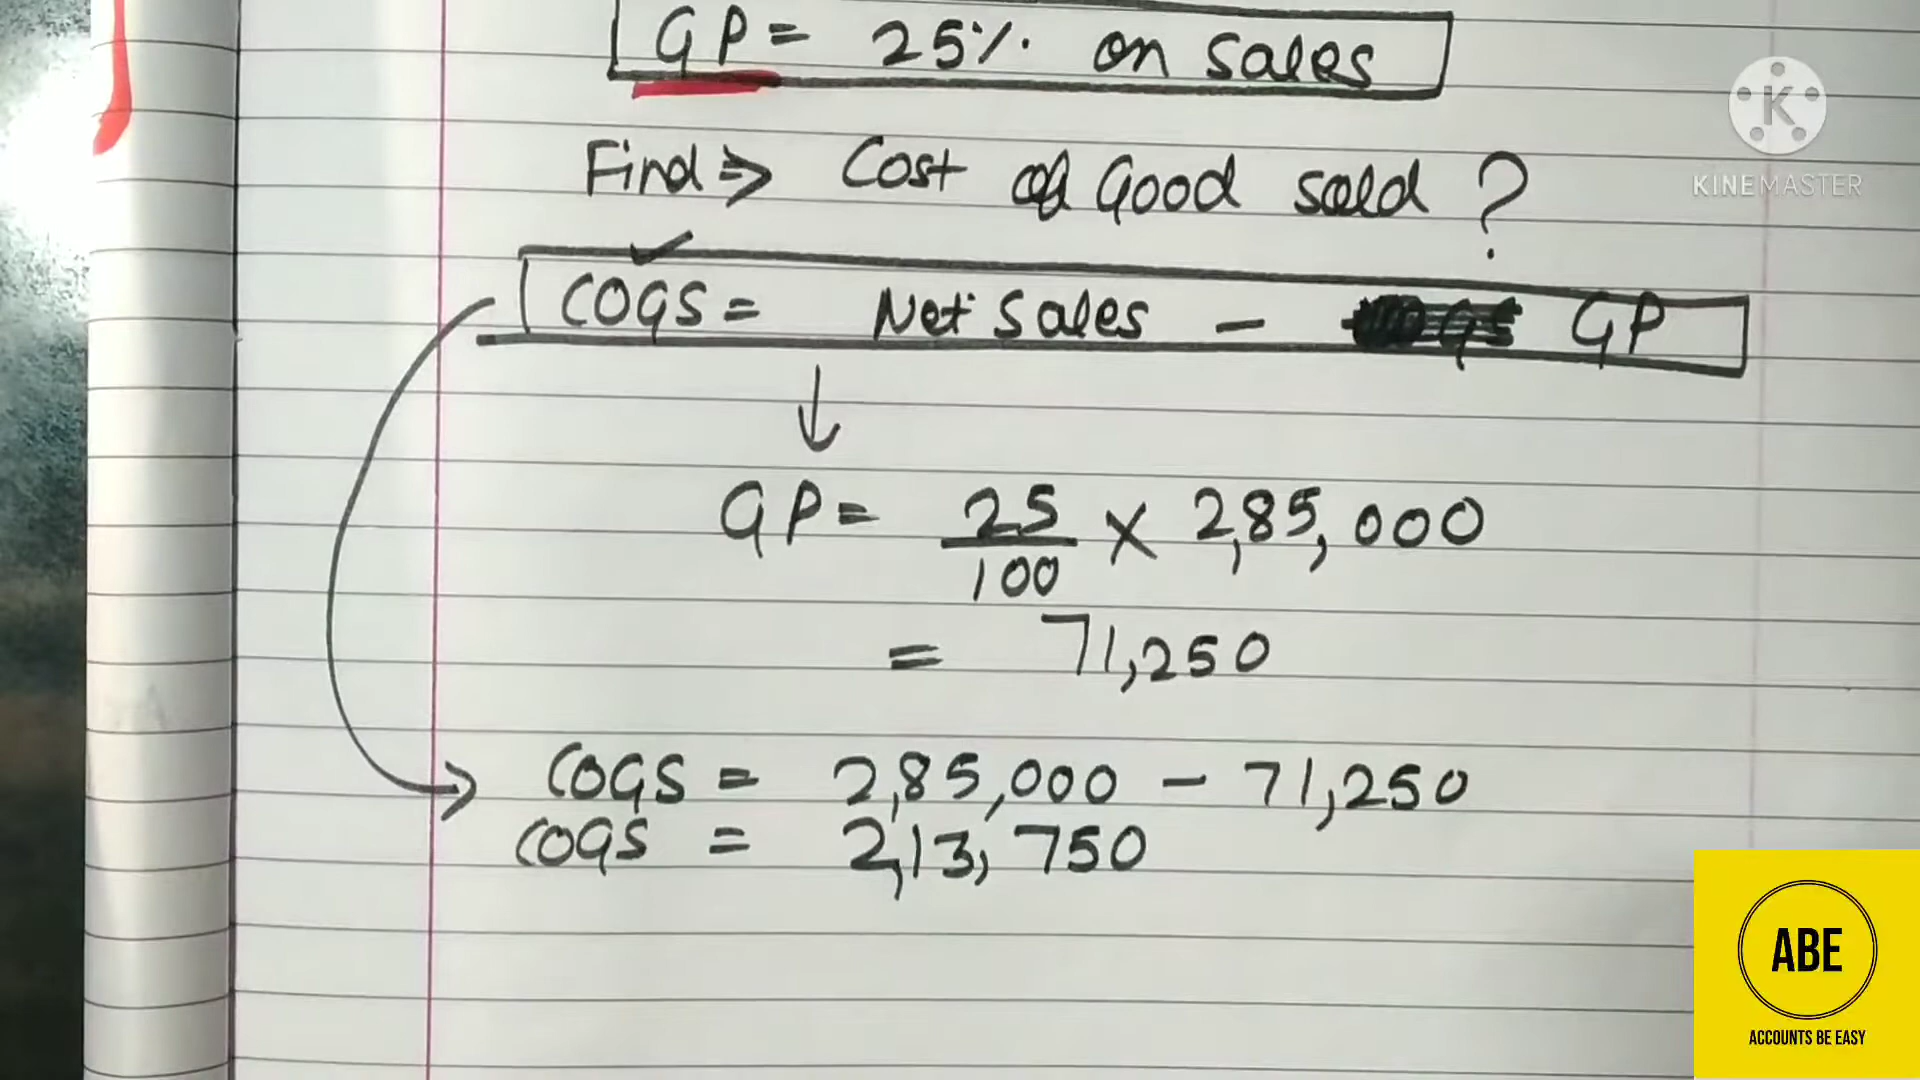 GP = 25% on Sales
Find => Cost of Good sold ?
COGS = Net Sales - GP
GP = 25/100 × 2,85,000
= 71,250
COGS = 2,85,000 - 71,250
COGS = 2,13,750
K
KINEMASTER
ABE
ACCOUNTS BE EASY